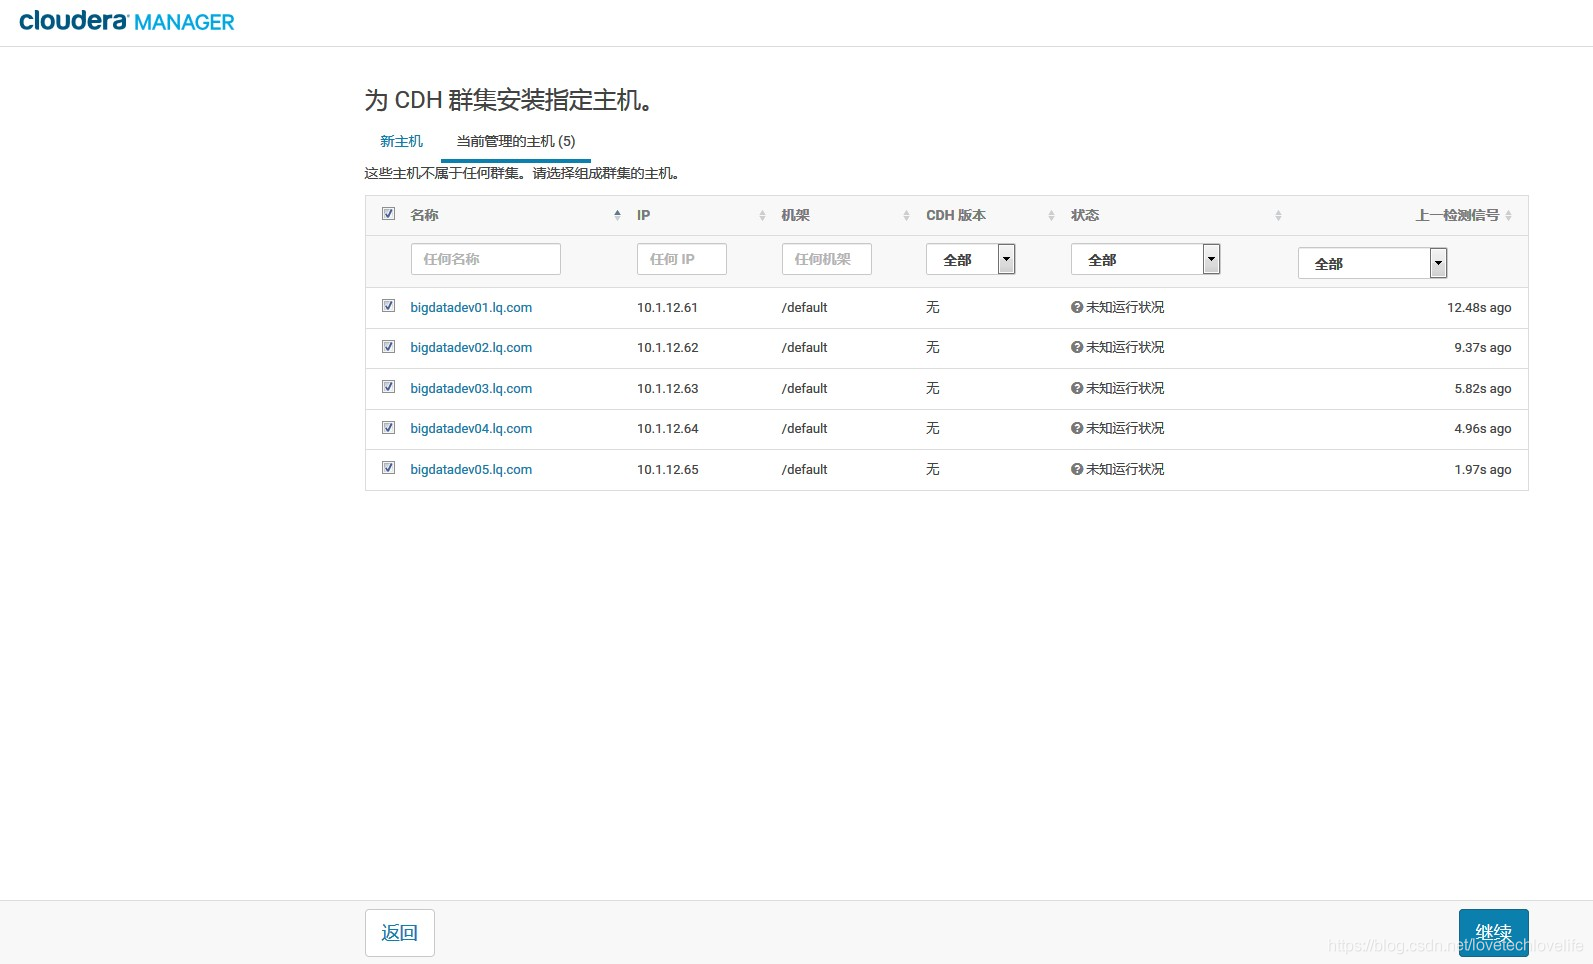 cloudera MANAGER
为 CDH 群集安装指定主机。
新主机 当前管理的主机 (5)
这些主机不属于任何群集。请选择组成群集的主机。
名称 IP 机架 CDH 版本 状态 上一检测信号
任何名称 任何 IP 任何机架 全部 全部 全部
bigdatadev01.lq.com 10.1.12.61 /default 无 未知运行状况 12.48s ago
bigdatadev02.lq.com 10.1.12.62 /default 无 未知运行状况 9.37s ago
bigdatadev03.lq.com 10.1.12.63 /default 无 未知运行状况 5.82s ago
bigdatadev04.lq.com 10.1.12.64 /default 无 未知运行状况 4.96s ago
bigdatadev05.lq.com 10.1.12.65 /default 无 未知运行状况 1.97s ago
返回 继续
https://blog.csdn.net/lovetechlovelife